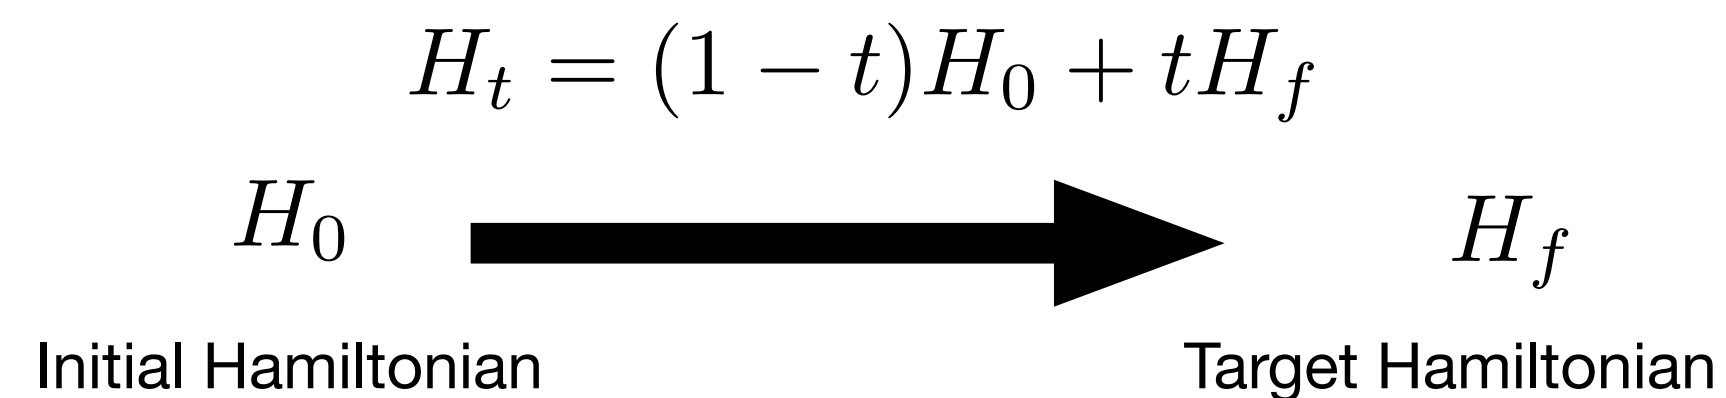 H_t = (1 − t)H_0 + tH_f
H_0 H_f
Initial Hamiltonian Target Hamiltonian